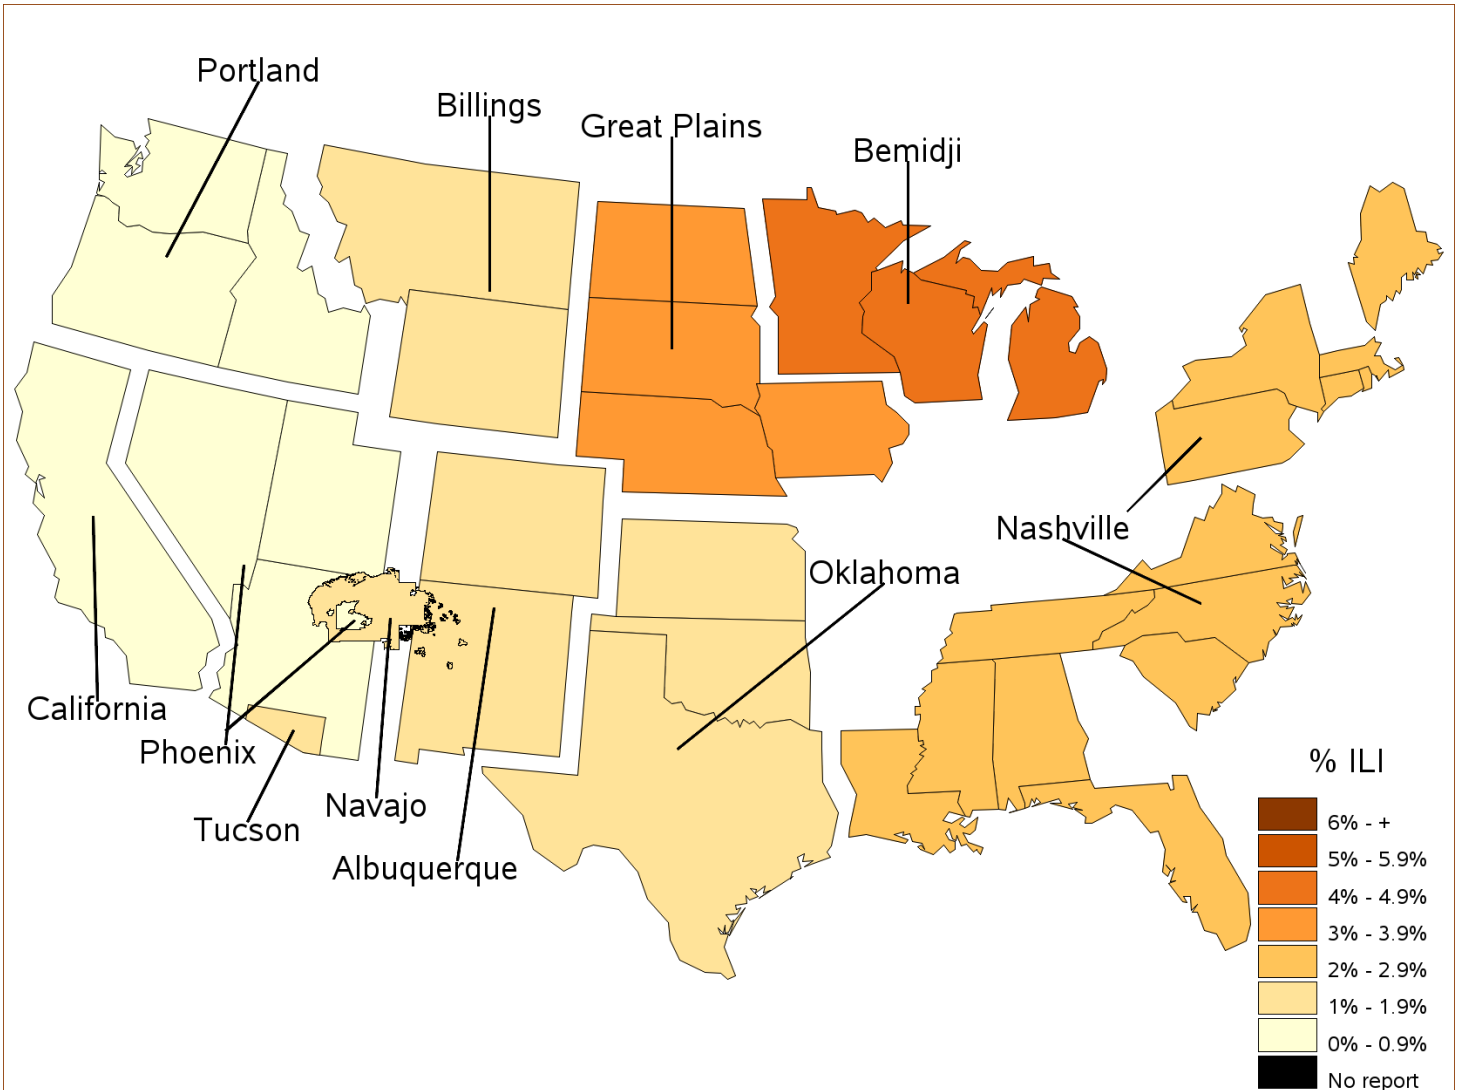 Portland
Billings
Great Plains
Bemidji
Nashville
Oklahoma
California
Phoenix
Navajo
Tucson
Albuquerque
% ILI
6% - +
5% - 5.9%
4% - 4.9%
3% - 3.9%
2% - 2.9%
1% - 1.9%
0% - 0.9%
No report